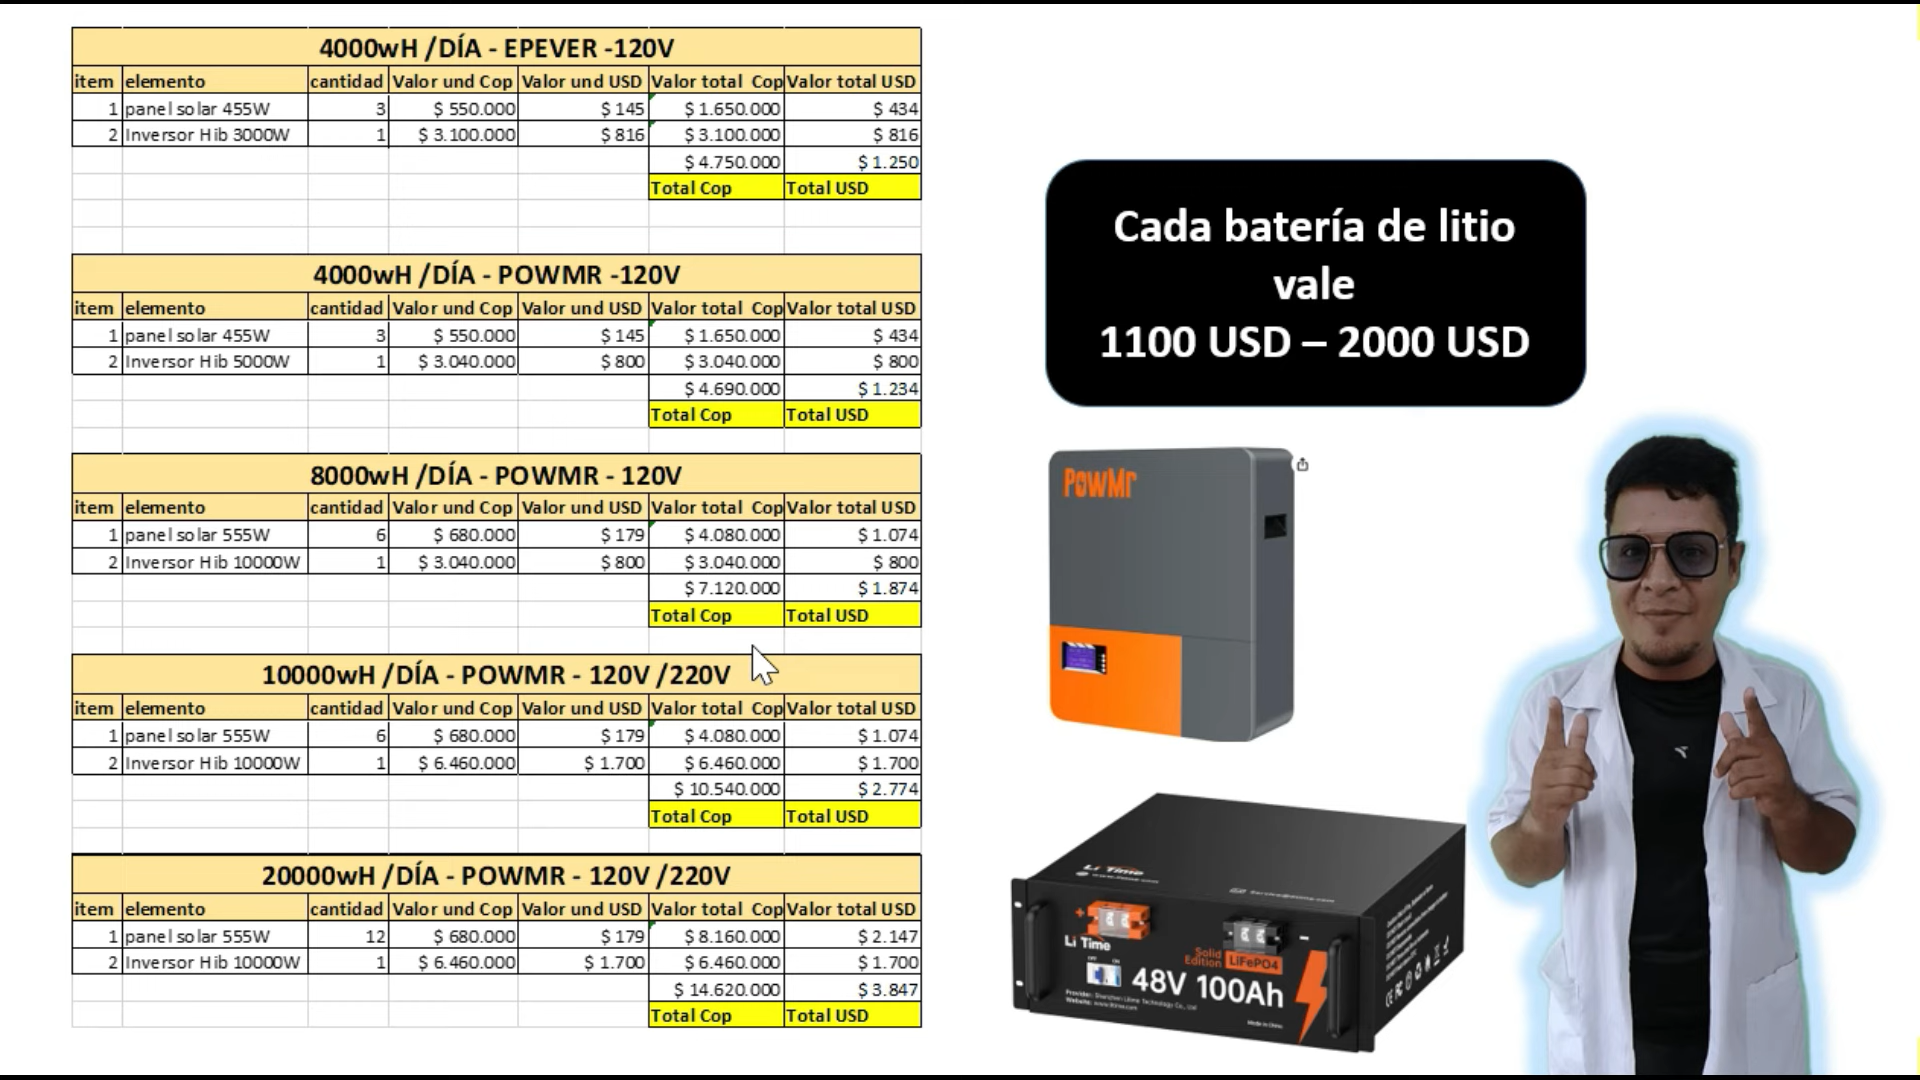 4000wH /DÍA - EPEVER -120V
item elemento cantidad Valor und Cop Valor und USD Valor total Cop Valor total USD
1 panel solar 455W 3 $ 550.000 $ 145 $ 1.650.000 $ 434
2 Inversor Hib 3000W 1 $ 3.100.000 $ 816 $ 3.100.000 $ 816
$ 4.750.000 $ 1.250
Total Cop Total USD
4000wH /DÍA - POWMR -120V
item elemento cantidad Valor und Cop Valor und USD Valor total Cop Valor total USD
1 panel solar 455W 3 $ 550.000 $ 145 $ 1.650.000 $ 434
2 Inversor Hib 5000W 1 $ 3.040.000 $ 800 $ 3.040.000 $ 800
$ 4.690.000 $ 1.234
Total Cop Total USD
8000wH /DÍA - POWMR - 120V
item elemento cantidad Valor und Cop Valor und USD Valor total Cop Valor total USD
1 panel solar 555W 6 $ 680.000 $ 179 $ 4.080.000 $ 1.074
2 Inversor Hib 10000W 1 $ 3.040.000 $ 800 $ 3.040.000 $ 800
$ 7.120.000 $ 1.874
Total Cop Total USD
10000wH /DÍA - POWMR - 120V /220V
item elemento cantidad Valor und Cop Valor und USD Valor total Cop Valor total USD
1 panel solar 555W 6 $ 680.000 $ 179 $ 4.080.000 $ 1.074
2 Inversor Hib 10000W 1 $ 6.460.000 $ 1.700 $ 6.460.000 $ 1.700
$ 10.540.000 $ 2.774
Total Cop Total USD
20000wH /DÍA - POWMR - 120V /220V
item elemento cantidad Valor und Cop Valor und USD Valor total Cop Valor total USD
1 panel solar 555W 12 $ 680.000 $ 179 $ 8.160.000 $ 2.147
2 Inversor Hib 10000W 1 $ 6.460.000 $ 1.700 $ 6.460.000 $ 1.700
$ 14.620.000 $ 3.847
Total Cop Total USD
Cada batería de litio
vale
1100 USD – 2000 USD
PowMr
Li Time
Li Time
OFF ON
Solid
Edition LiFePO4
48V 100Ah
Made in China